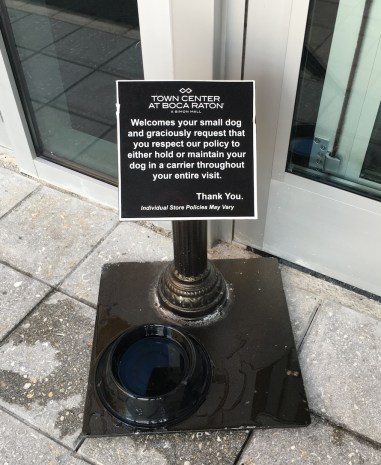 TOWN CENTER
AT BOCA RATON
A SIMON MALL
Welcomes your small dog
and graciously request that
you respect our policy to
either hold or maintain your
dog in a carrier throughout
your entire visit.
Thank You.
Individual Store Policies May Vary